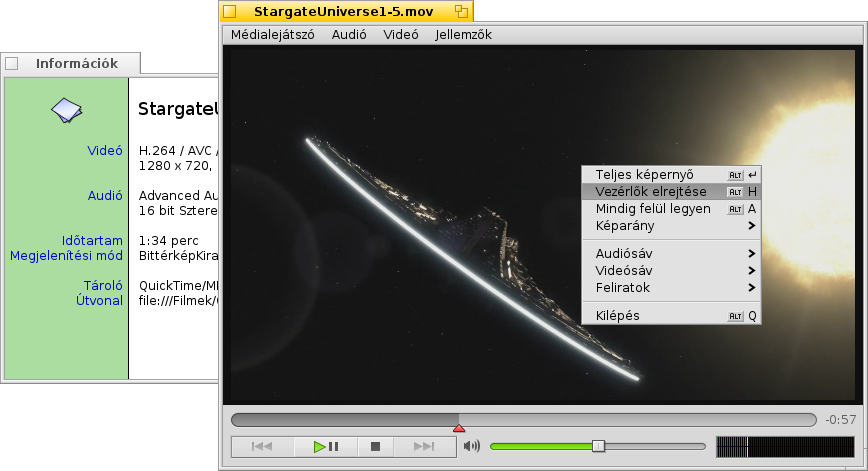 StargateUniverse1-5.mov
Médialejátszó Audió Videó Jellemzők
Információk
Videó H.264 / AVC /
1280 x 720,
Audió Advanced Au
16 bit Sztere
Időtartam 1:34 perc
Megjelenítési mód BittérképKira
Tároló QuickTime/M
Útvonal file:///Filmek/
Teljes képernyő ALT ↵
Vezérlők elrejtése ALT H
Mindig felül legyen ALT A
Képarány
Audiósáv
Videósáv
Feliratok
Kilépés ALT Q
-0:57